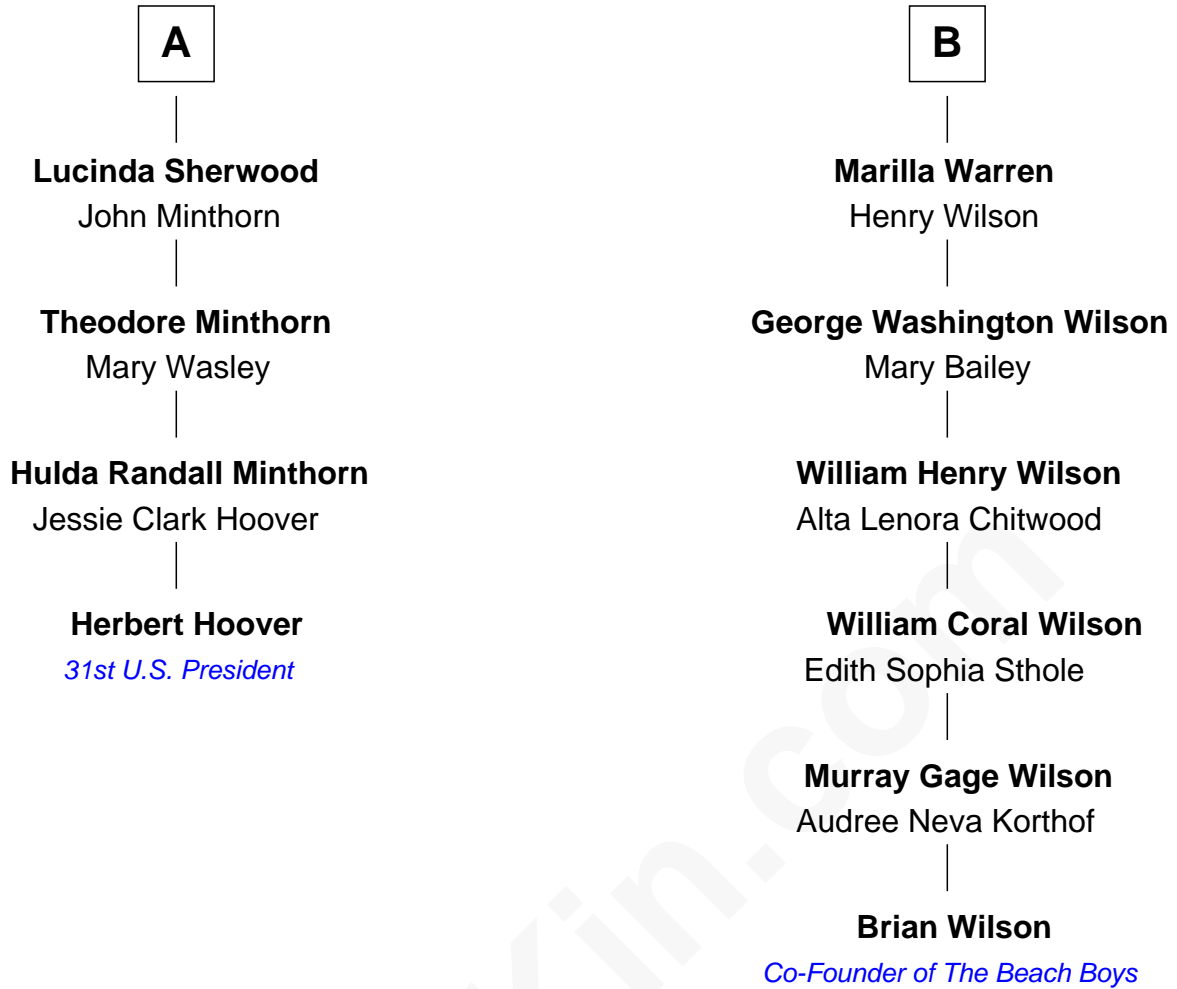 A
Lucinda Sherwood
John Minthorn
Theodore Minthorn
Mary Wasley
Hulda Randall Minthorn
Jessie Clark Hoover
Herbert Hoover
31st U.S. President
B
Marilla Warren
Henry Wilson
George Washington Wilson
Mary Bailey
William Henry Wilson
Alta Lenora Chitwood
William Coral Wilson
Edith Sophia Sthole
Murray Gage Wilson
Audree Neva Korthof
Brian Wilson
Co-Founder of The Beach Boys
Kin.com